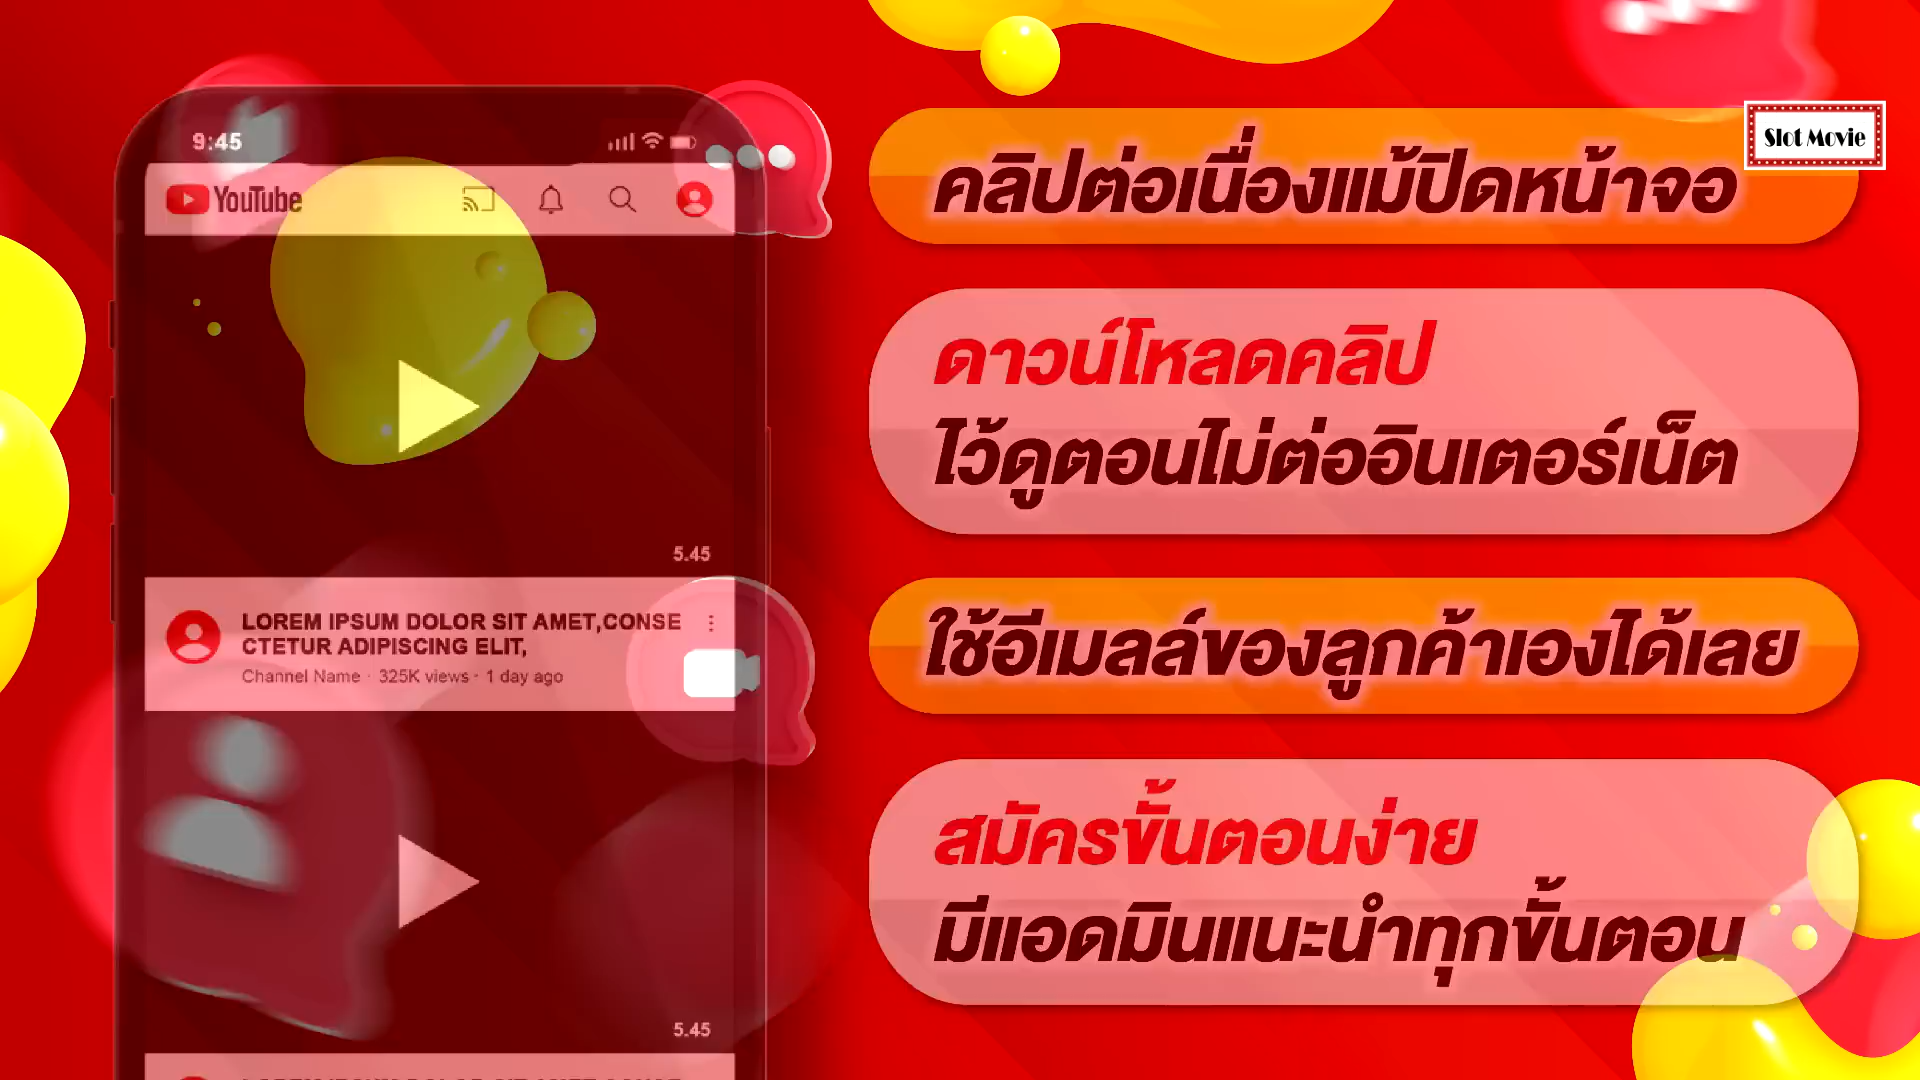 9:45
YouTube
5.45
LOREM IPSUM DOLOR SIT AMET,CONSE
CTETUR ADIPISCING ELIT,
Channel Name · 325K views · 1 day ago
5.45
Slot Movie
คลิปต่อเนื่องแม้ปิดหน้าจอ
ดาวน์โหลดคลิป
ไว้ดูตอนไม่ต่ออินเตอร์เน็ต
ใช้อีเมลล์ของลูกค้าเองได้เลย
สมัครขั้นตอนง่าย
มีแอดมินแนะนำทุกขั้นตอน